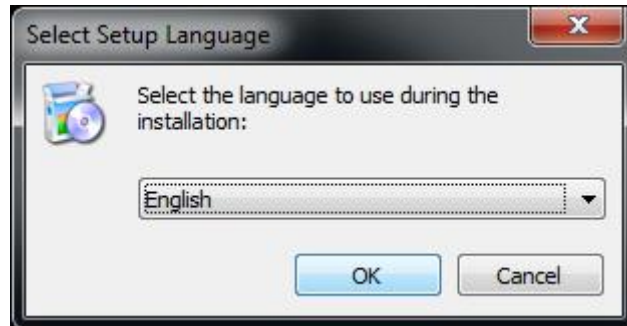 Select Setup Language
Select the language to use during the
installation:
English
OK
Cancel